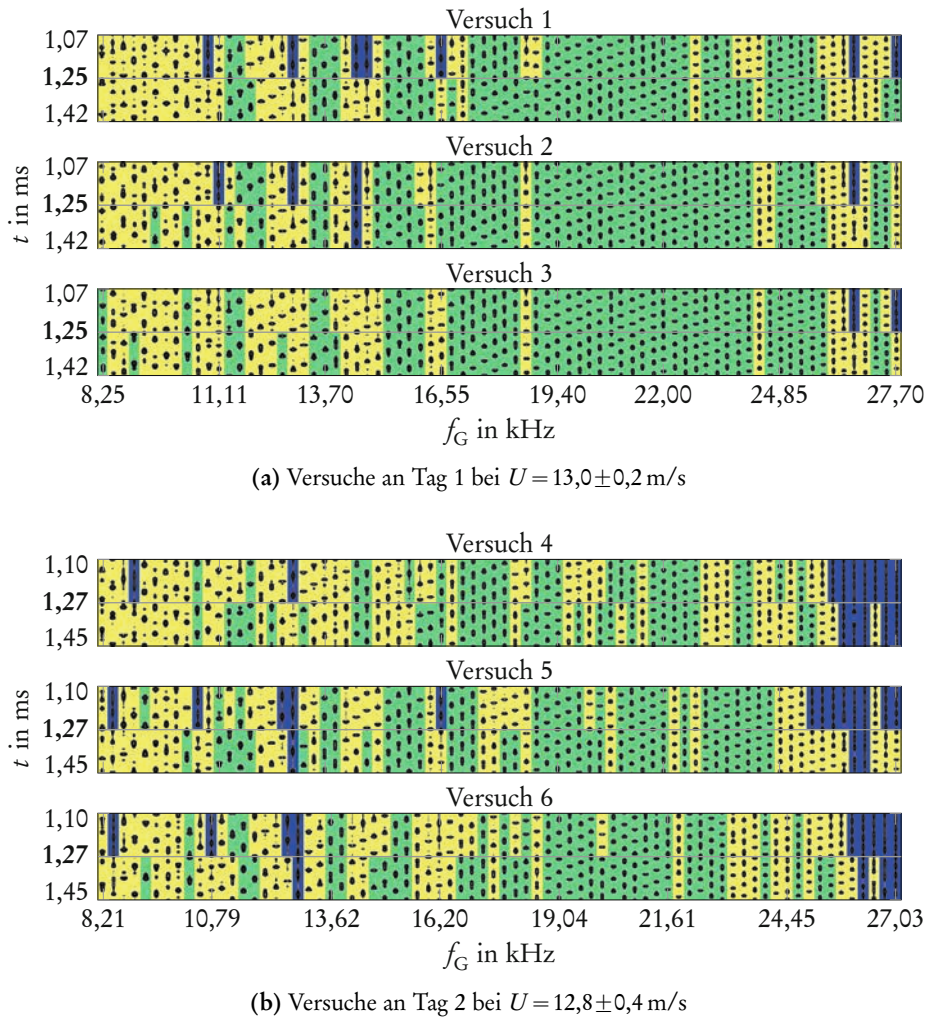 Versuch 1
1,07
1,25
1,42
Versuch 2
1,07
1,25
1,42
t in ms
Versuch 3
1,07
1,25
1,42
8,25 11,11 13,70 16,55 19,40 22,00 24,85 27,70
f_G in kHz
(a) Versuche an Tag 1 bei U = 13,0±0,2 m/s
Versuch 4
1,10
1,27
1,45
Versuch 5
1,10
1,27
1,45
t in ms
Versuch 6
1,10
1,27
1,45
8,21 10,79 13,62 16,20 19,04 21,61 24,45 27,03
f_G in kHz
(b) Versuche an Tag 2 bei U = 12,8±0,4 m/s